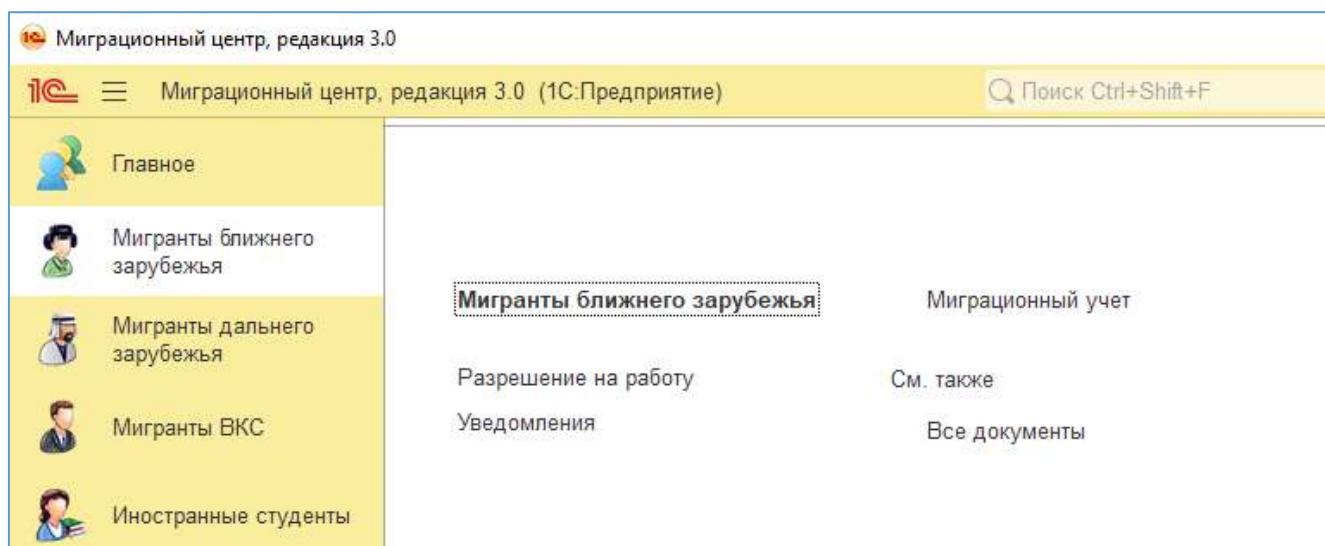 1С Миграционный центр, редакция 3.0
1С Миграционный центр, редакция 3.0 (1С:Предприятие) Поиск Ctrl+Shift+F
Главное
Мигранты ближнего
зарубежья
Мигранты дальнего
зарубежья
Мигранты ВКС
Иностранные студенты
Мигранты ближнего зарубежья
Разрешение на работу
Уведомления
Миграционный учет
См. также
Все документы